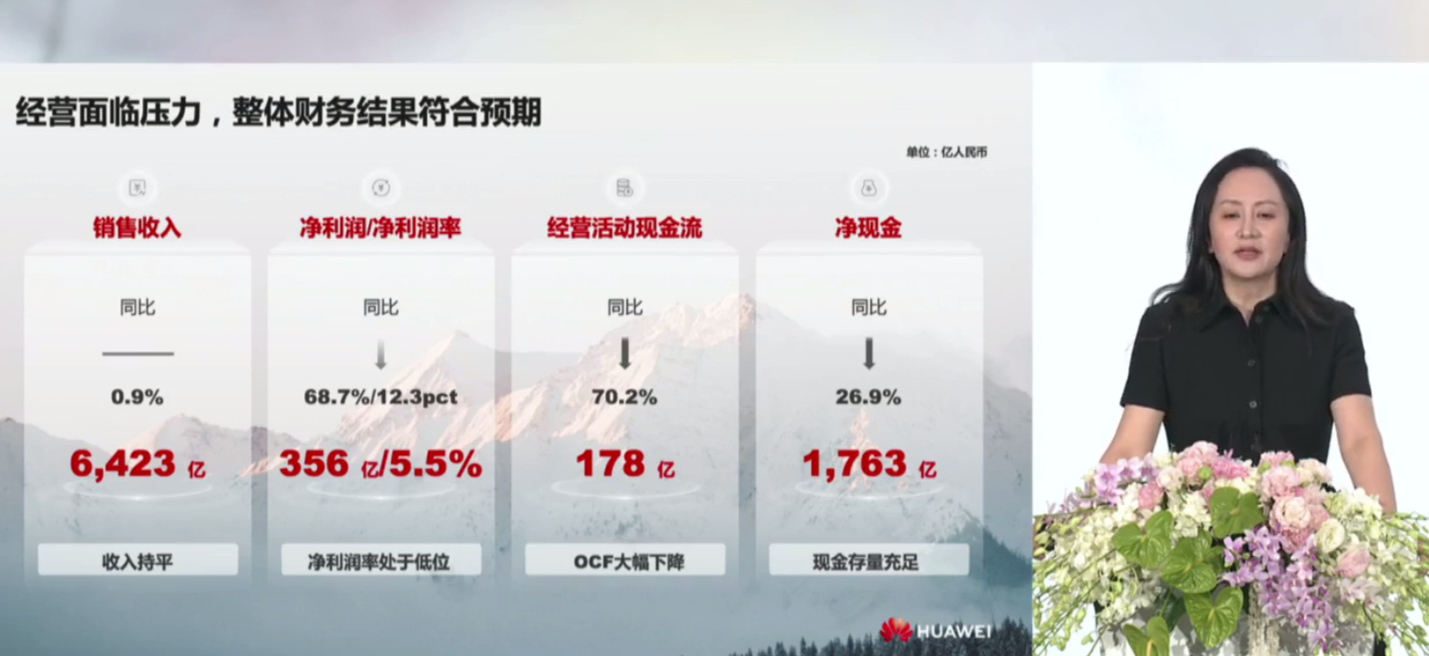 经营面临压力，整体财务结果符合预期
单位：亿人民币
销售收入
同比
0.9%
6,423 亿
收入持平
净利润/净利润率
同比
68.7%/12.3pct
356 亿/5.5%
净利润率处于低位
经营活动现金流
同比
70.2%
178 亿
OCF大幅下降
净现金
同比
26.9%
1,763 亿
现金存量充足
HUAWEI